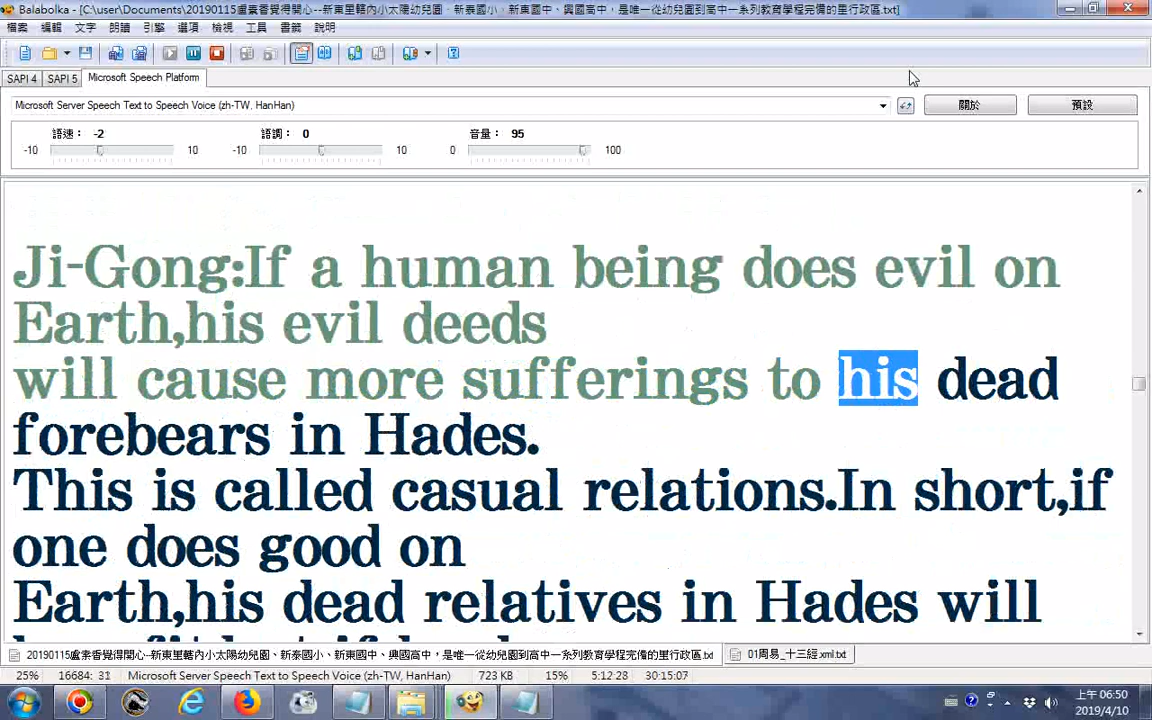 Balabolka - [C:\user\Documents\20190115盧素香覺得開心--新東里轄內小太陽幼兒園、新泰國小、新東國中、興國高中，是唯一從幼兒園到高中一系列教育學程完備的里行政區.txt]
檔案 編輯 文字 朗讀 引擎 選項 檢視 工具 書籤 說明
SAPI 4 SAPI 5 Microsoft Speech Platform
Microsoft Server Speech Text to Speech Voice (zh-TW, HanHan) 關於 預設
語速： -2 語調： 0 音量： 95
-10 10 -10 10 0 100
Ji-Gong:If a human being does evil on
Earth,his evil deeds
will cause more sufferings to his dead
forebears in Hades.
This is called casual relations.In short,if
one does good on
Earth,his dead relatives in Hades will
20190115盧素香覺得開心--新東里轄內小太陽幼兒園、新泰國小、新東國中、興國高中，是唯一從幼兒園到高中一系列教育學程完備的里行政區.txt 01周易_十三經.xml.txt
25% 16684: 31 Microsoft Server Speech Text to Speech Voice (zh-TW, HanHan) 723 KB 15% 5:12:28 30:15:07
上午 06:50
2019/4/10